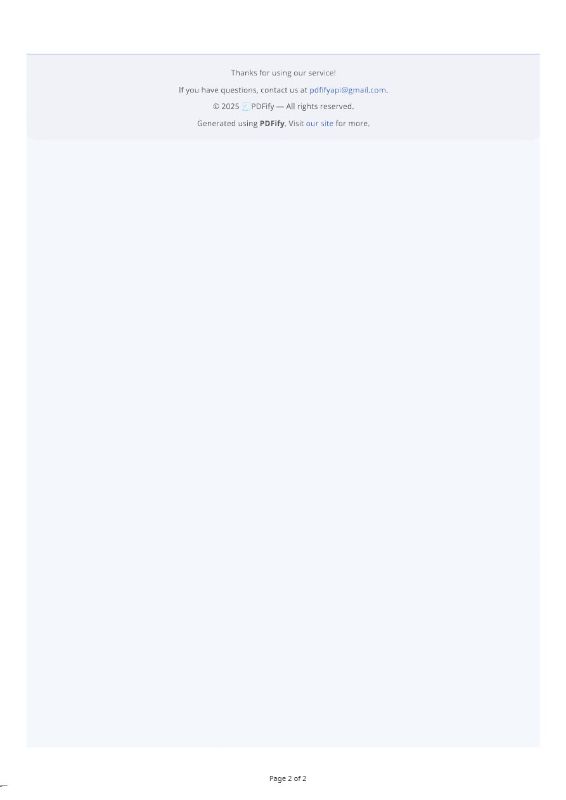 Thanks for using our service!
If you have questions, contact us at pdfifyapi@gmail.com.
© 2025 🧾 PDFify — All rights reserved.
Generated using PDFify. Visit our site for more.
Page 2 of 2